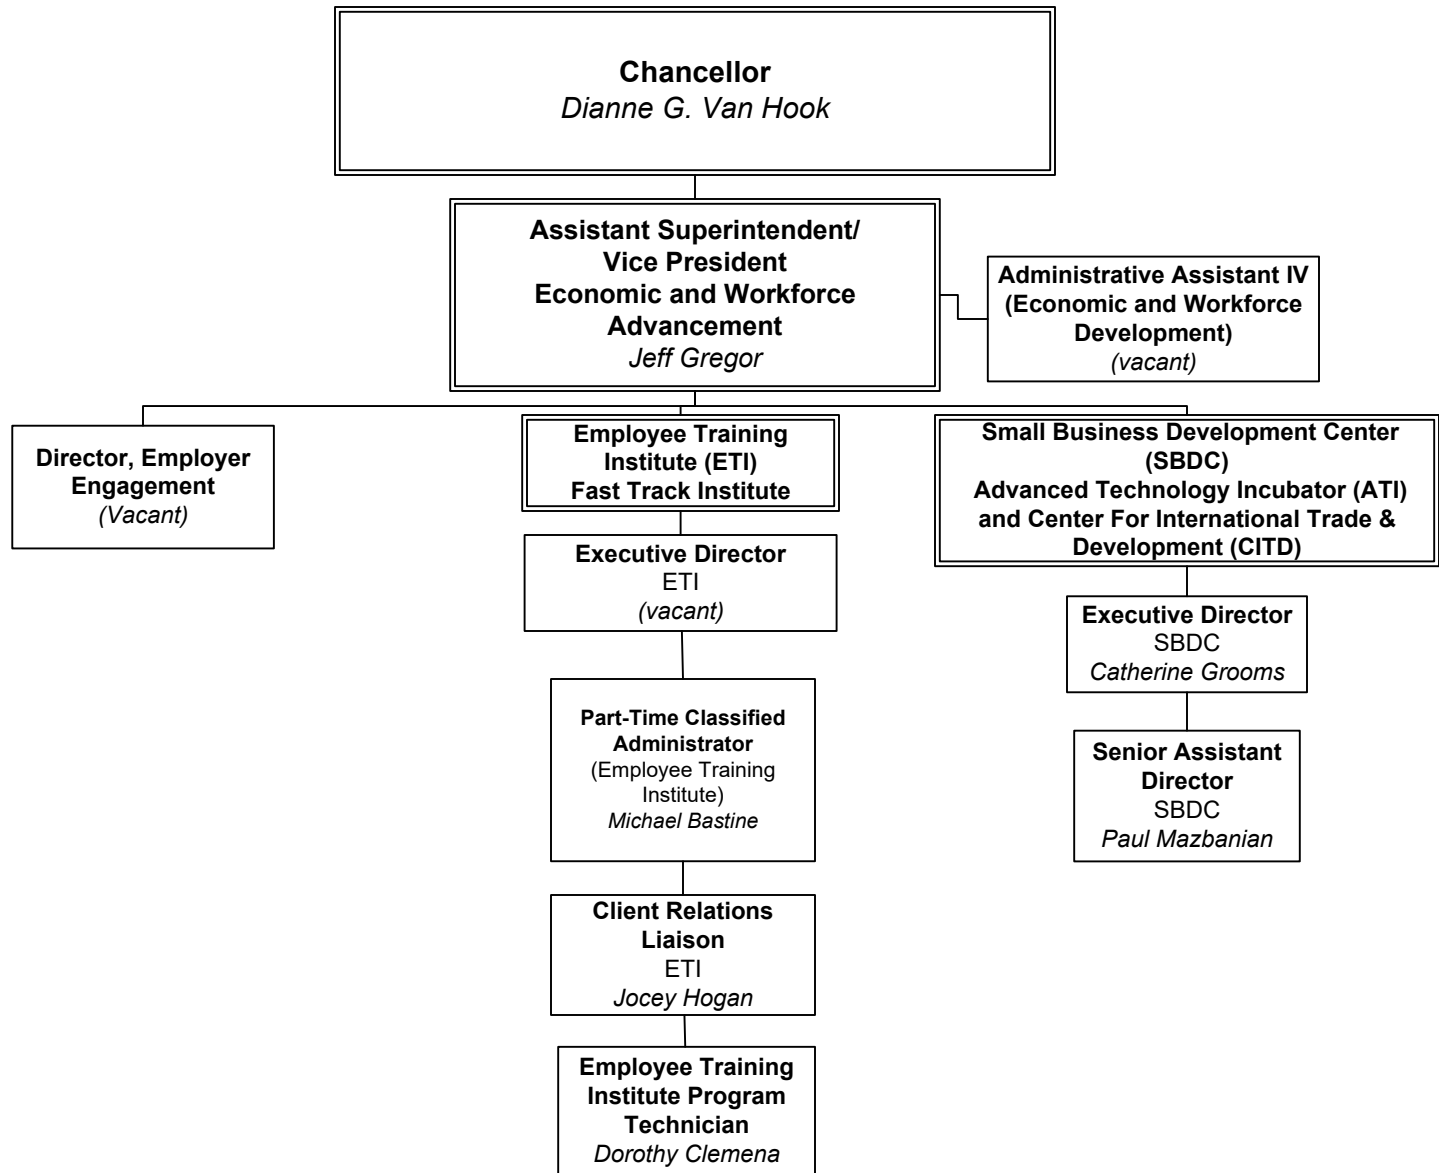 Chancellor
Dianne G. Van Hook
Assistant Superintendent/
Vice President
Economic and Workforce
Advancement
Jeff Gregor
Administrative Assistant IV
(Economic and Workforce
Development)
(vacant)
Director, Employer
Engagement
(Vacant)
Employee Training
Institute (ETI)
Fast Track Institute
Small Business Development Center
(SBDC)
Advanced Technology Incubator (ATI)
and Center For International Trade &
Development (CITD)
Executive Director
ETI
(vacant)
Executive Director
SBDC
Catherine Grooms
Part-Time Classified
Administrator
(Employee Training
Institute)
Michael Bastine
Senior Assistant
Director
SBDC
Paul Mazbanian
Client Relations
Liaison
ETI
Jocey Hogan
Employee Training
Institute Program
Technician
Dorothy Clemena